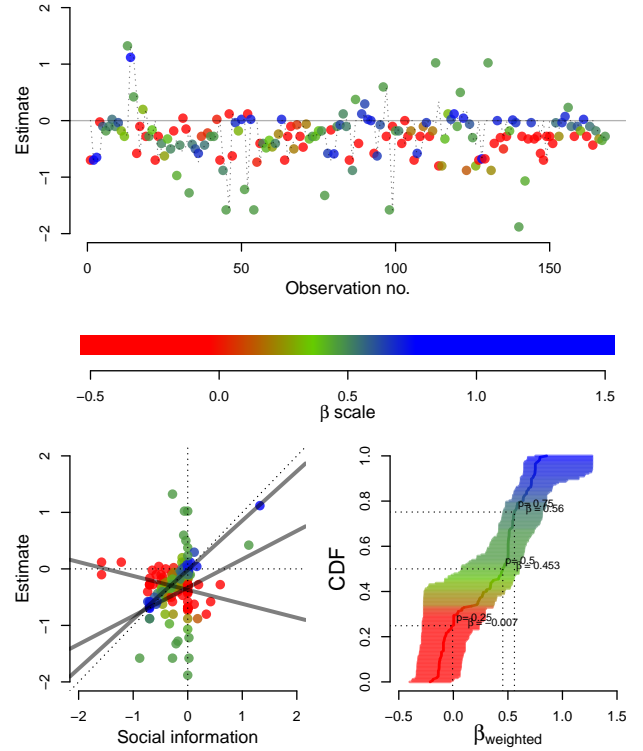 2
1
0
−1
−2
Estimate
0 50 100 150
Observation no.
−0.5 0.0 0.5 1.0 1.5
β scale
2
1
0
−1
−2
Estimate
−2 −1 0 1 2
Social information
1.0
0.8
0.6
0.4
0.2
0.0
CDF
p=0.75
β = 0.56
p=0.5
β = 0.453
p=0.25
β = −0.007
−0.5 0.0 0.5 1.0 1.5
βweighted